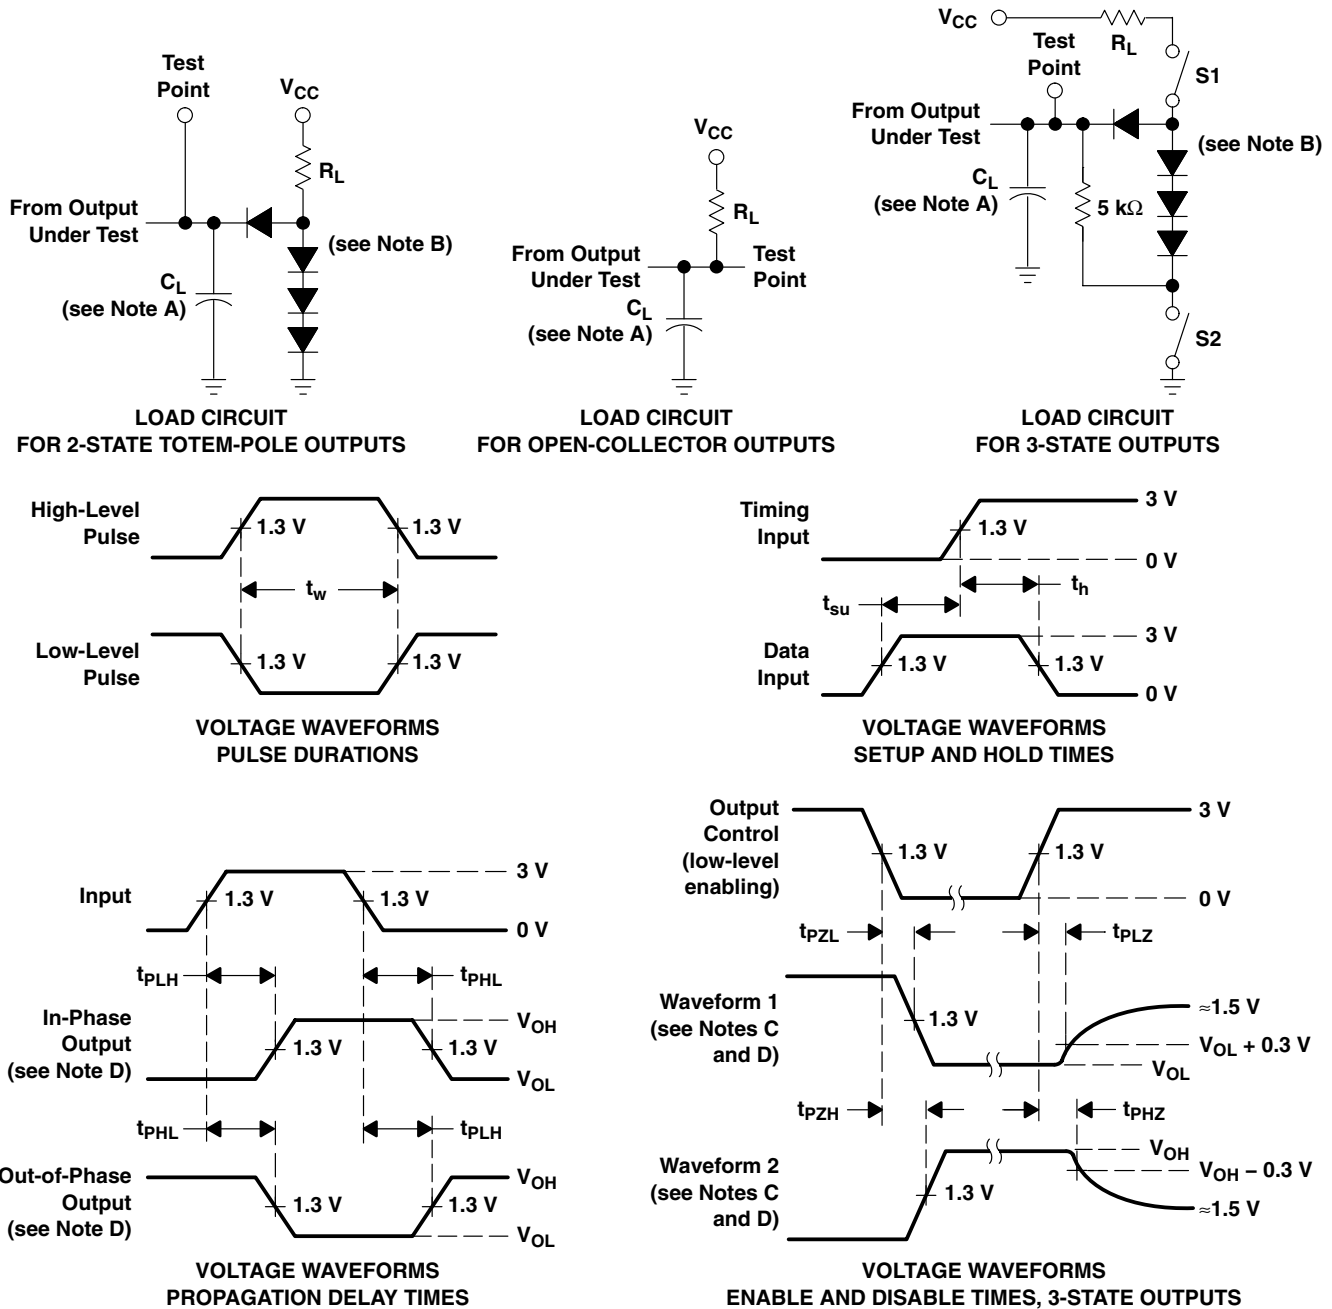 Test
Point
VCC
RL
From Output
Under Test
(see Note B)
CL
(see Note A)
LOAD CIRCUIT
FOR 2-STATE TOTEM-POLE OUTPUTS
VCC
RL
From Output
Under Test
Test
Point
CL
(see Note A)
LOAD CIRCUIT
FOR OPEN-COLLECTOR OUTPUTS
VCC
RL
Test
Point
S1
From Output
Under Test
(see Note B)
CL
(see Note A)
5 kΩ
S2
LOAD CIRCUIT
FOR 3-STATE OUTPUTS
High-Level
Pulse
1.3 V
1.3 V
tw
Low-Level
Pulse
1.3 V
1.3 V
VOLTAGE WAVEFORMS
PULSE DURATIONS
Timing
Input
3 V
1.3 V
0 V
th
tsu
3 V
Data
Input
1.3 V
1.3 V
0 V
VOLTAGE WAVEFORMS
SETUP AND HOLD TIMES
Input
3 V
1.3 V
1.3 V
0 V
tPLH
tPHL
In-Phase
Output
(see Note D)
VOH
1.3 V
1.3 V
VOL
tPHL
tPLH
Out-of-Phase
Output
(see Note D)
VOH
1.3 V
1.3 V
VOL
VOLTAGE WAVEFORMS
PROPAGATION DELAY TIMES
Output
Control
(low-level
enabling)
3 V
1.3 V
1.3 V
0 V
tPZL
tPLZ
Waveform 1
(see Notes C
and D)
1.3 V
≈1.5 V
VOL + 0.3 V
VOL
tPZH
tPHZ
Waveform 2
(see Notes C
and D)
1.3 V
VOH
VOH – 0.3 V
≈1.5 V
VOLTAGE WAVEFORMS
ENABLE AND DISABLE TIMES, 3-STATE OUTPUTS